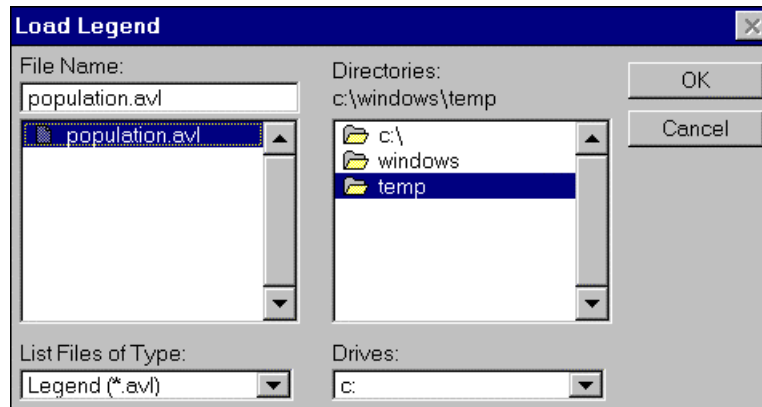 Load Legend
File Name:
population.avl
population.avl
List Files of Type:
Legend (*.avl)
Directories:
c:\windows\temp
c:\
windows
temp
Drives:
c:
OK
Cancel